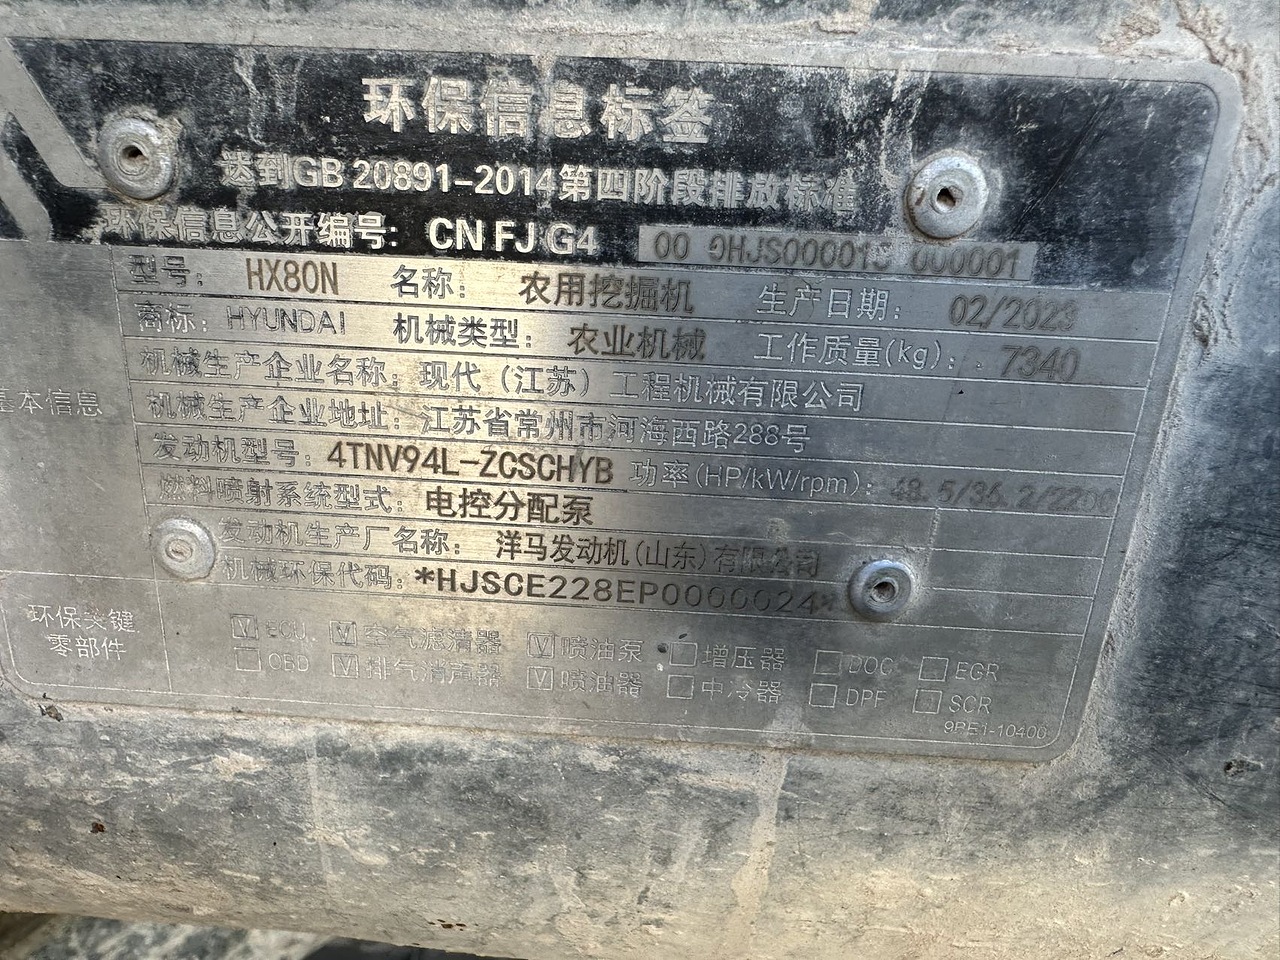 环保信息标签
达到GB 20891-2014第四阶段排放标准
环保信息公开编号: CN FJ G4 00 0HJS000013 000001
型号: HX80N 名称: 农用挖掘机 生产日期: 02/2023
商标: HYUNDAI 机械类型: 农业机械 工作质量(kg): 7340
机械生产企业名称: 现代(江苏)工程机械有限公司
机械生产企业地址: 江苏省常州市河海西路288号
基本信息
发动机型号: 4TNV94L-ZCSCHYB 功率(HP/kW/rpm):
燃料喷射系统型式: 电控分配泵
发动机生产厂名称: 洋马发动机(山东)有限公司
机械环保代码: *HJSCE228EP0000024*
环保关键零部件
V ECU V 空气滤清器 V 喷油泵 增压器 DOC EGR
OBD V 排气消声器 V 喷油器 中冷器 DPF SCR
9PE1-10400